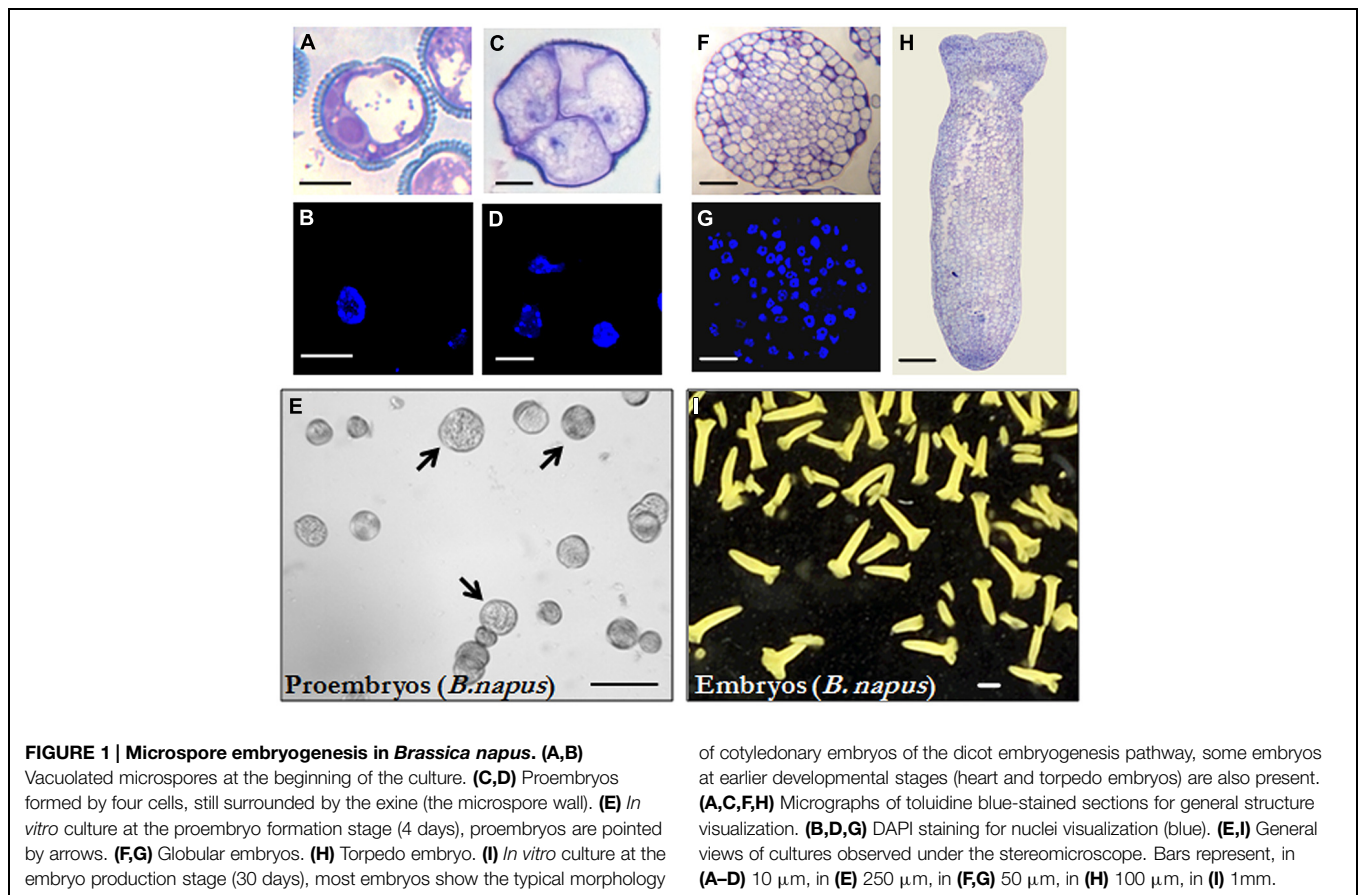 A
C
F
H
B
D
G
E
Proembryos (B.napus)
I
Embryos (B. napus)
FIGURE 1 | Microspore embryogenesis in Brassica napus. (A,B)
Vacuolated microspores at the beginning of the culture. (C,D) Proembryos
formed by four cells, still surrounded by the exine (the microspore wall). (E) In
vitro culture at the proembryo formation stage (4 days), proembryos are pointed
by arrows. (F,G) Globular embryos. (H) Torpedo embryo. (I) In vitro culture at the
embryo production stage (30 days), most embryos show the typical morphology
of cotyledonary embryos of the dicot embryogenesis pathway, some embryos
at earlier developmental stages (heart and torpedo embryos) are also present.
(A,C,F,H) Micrographs of toluidine blue-stained sections for general structure
visualization. (B,D,G) DAPI staining for nuclei visualization (blue). (E,I) General
views of cultures observed under the stereomicroscope. Bars represent, in
(A–D) 10 μm, in (E) 250 μm, in (F,G) 50 μm, in (H) 100 μm, in (I) 1mm.